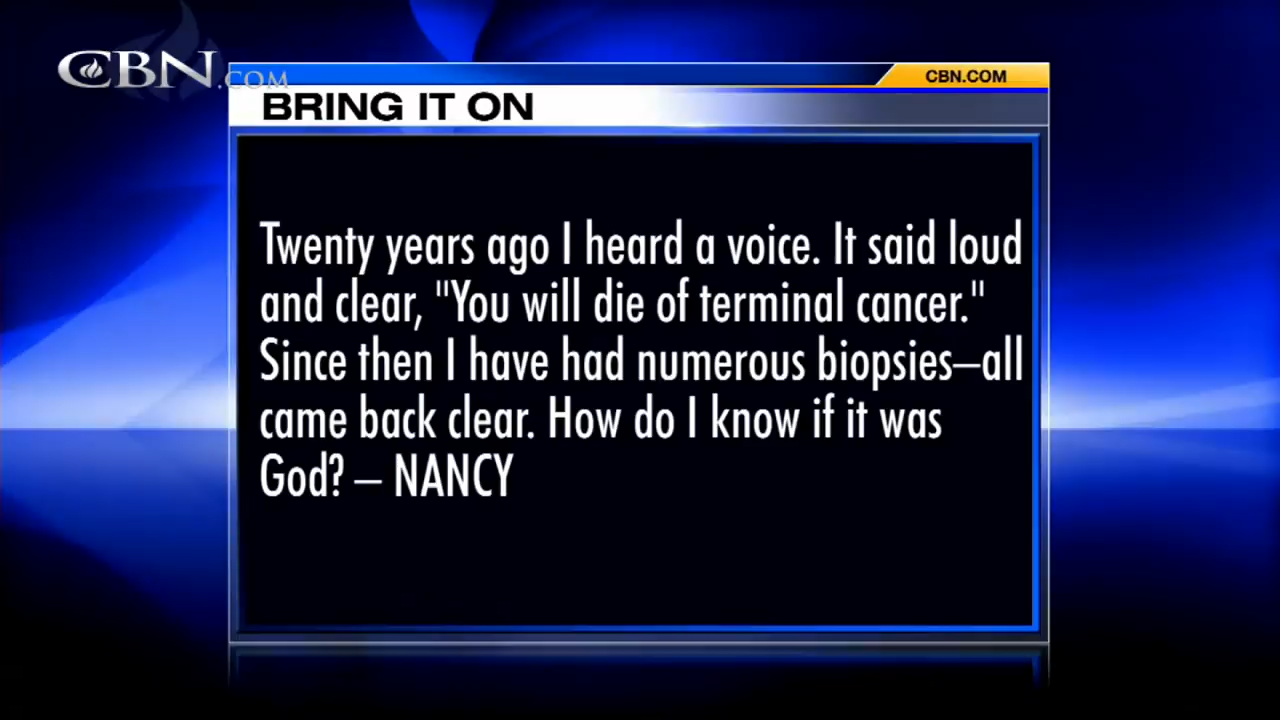 CBN.COM
CBN.COM
BRING IT ON
Twenty years ago I heard a voice. It said loud
and clear, "You will die of terminal cancer."
Since then I have had numerous biopsies–all
came back clear. How do I know if it was
God? – NANCY